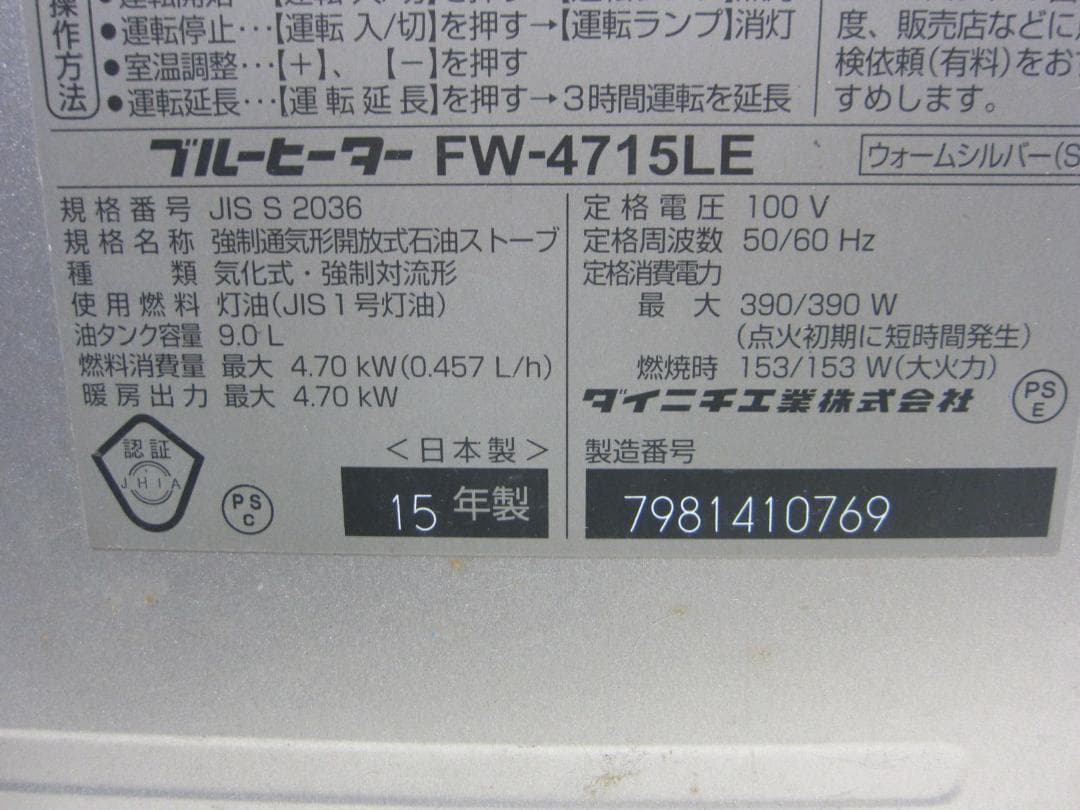 操作方法
●運転停止…【運転 入/切】を押す→【運転ランプ】消灯
●室温調整…【＋】、【－】を押す
●運転延長…【運転延長】を押す→3時間運転を延長
度、販売店などに
検依頼(有料)をお
すめします。
ブルーヒーター FW-4715LE
ウォームシルバー(S
規格番号 JIS S 2036
規格名称 強制通気形開放式石油ストーブ
種類 気化式・強制対流形
使用燃料 灯油(JIS1号灯油)
油タンク容量 9.0 L
燃料消費量 最大 4.70 kW(0.457 L/h)
暖房出力 最大 4.70 kW
認証
JHIA
PS
C
<日本製>
15 年製
定格電圧 100 V
定格周波数 50/60 Hz
定格消費電力
最大 390/390 W
(点火初期に短時間発生)
燃焼時 153/153 W(大火力)
ダイニチ工業株式会社
PS
E
製造番号
7981410769